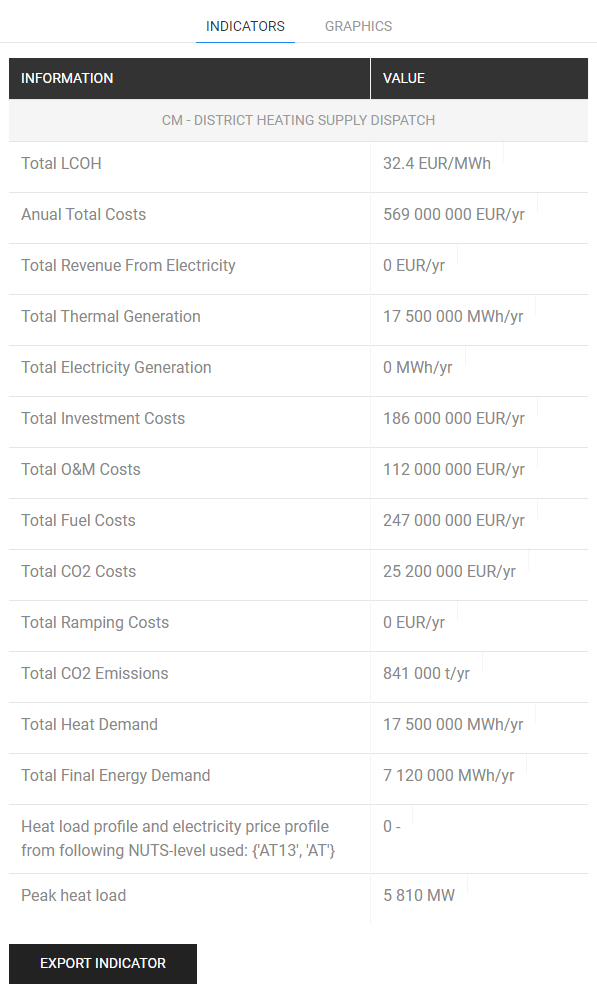 INDICATORS GRAPHICS
INFORMATION VALUE
CM - DISTRICT HEATING SUPPLY DISPATCH
Total LCOH 32.4 EUR/MWh
Anual Total Costs 569 000 000 EUR/yr
Total Revenue From Electricity 0 EUR/yr
Total Thermal Generation 17 500 000 MWh/yr
Total Electricity Generation 0 MWh/yr
Total Investment Costs 186 000 000 EUR/yr
Total O&M Costs 112 000 000 EUR/yr
Total Fuel Costs 247 000 000 EUR/yr
Total CO2 Costs 25 200 000 EUR/yr
Total Ramping Costs 0 EUR/yr
Total CO2 Emissions 841 000 t/yr
Total Heat Demand 17 500 000 MWh/yr
Total Final Energy Demand 7 120 000 MWh/yr
Heat load profile and electricity price profile 0 -
from following NUTS-level used: {'AT13', 'AT'}
Peak heat load 5 810 MW
EXPORT INDICATOR